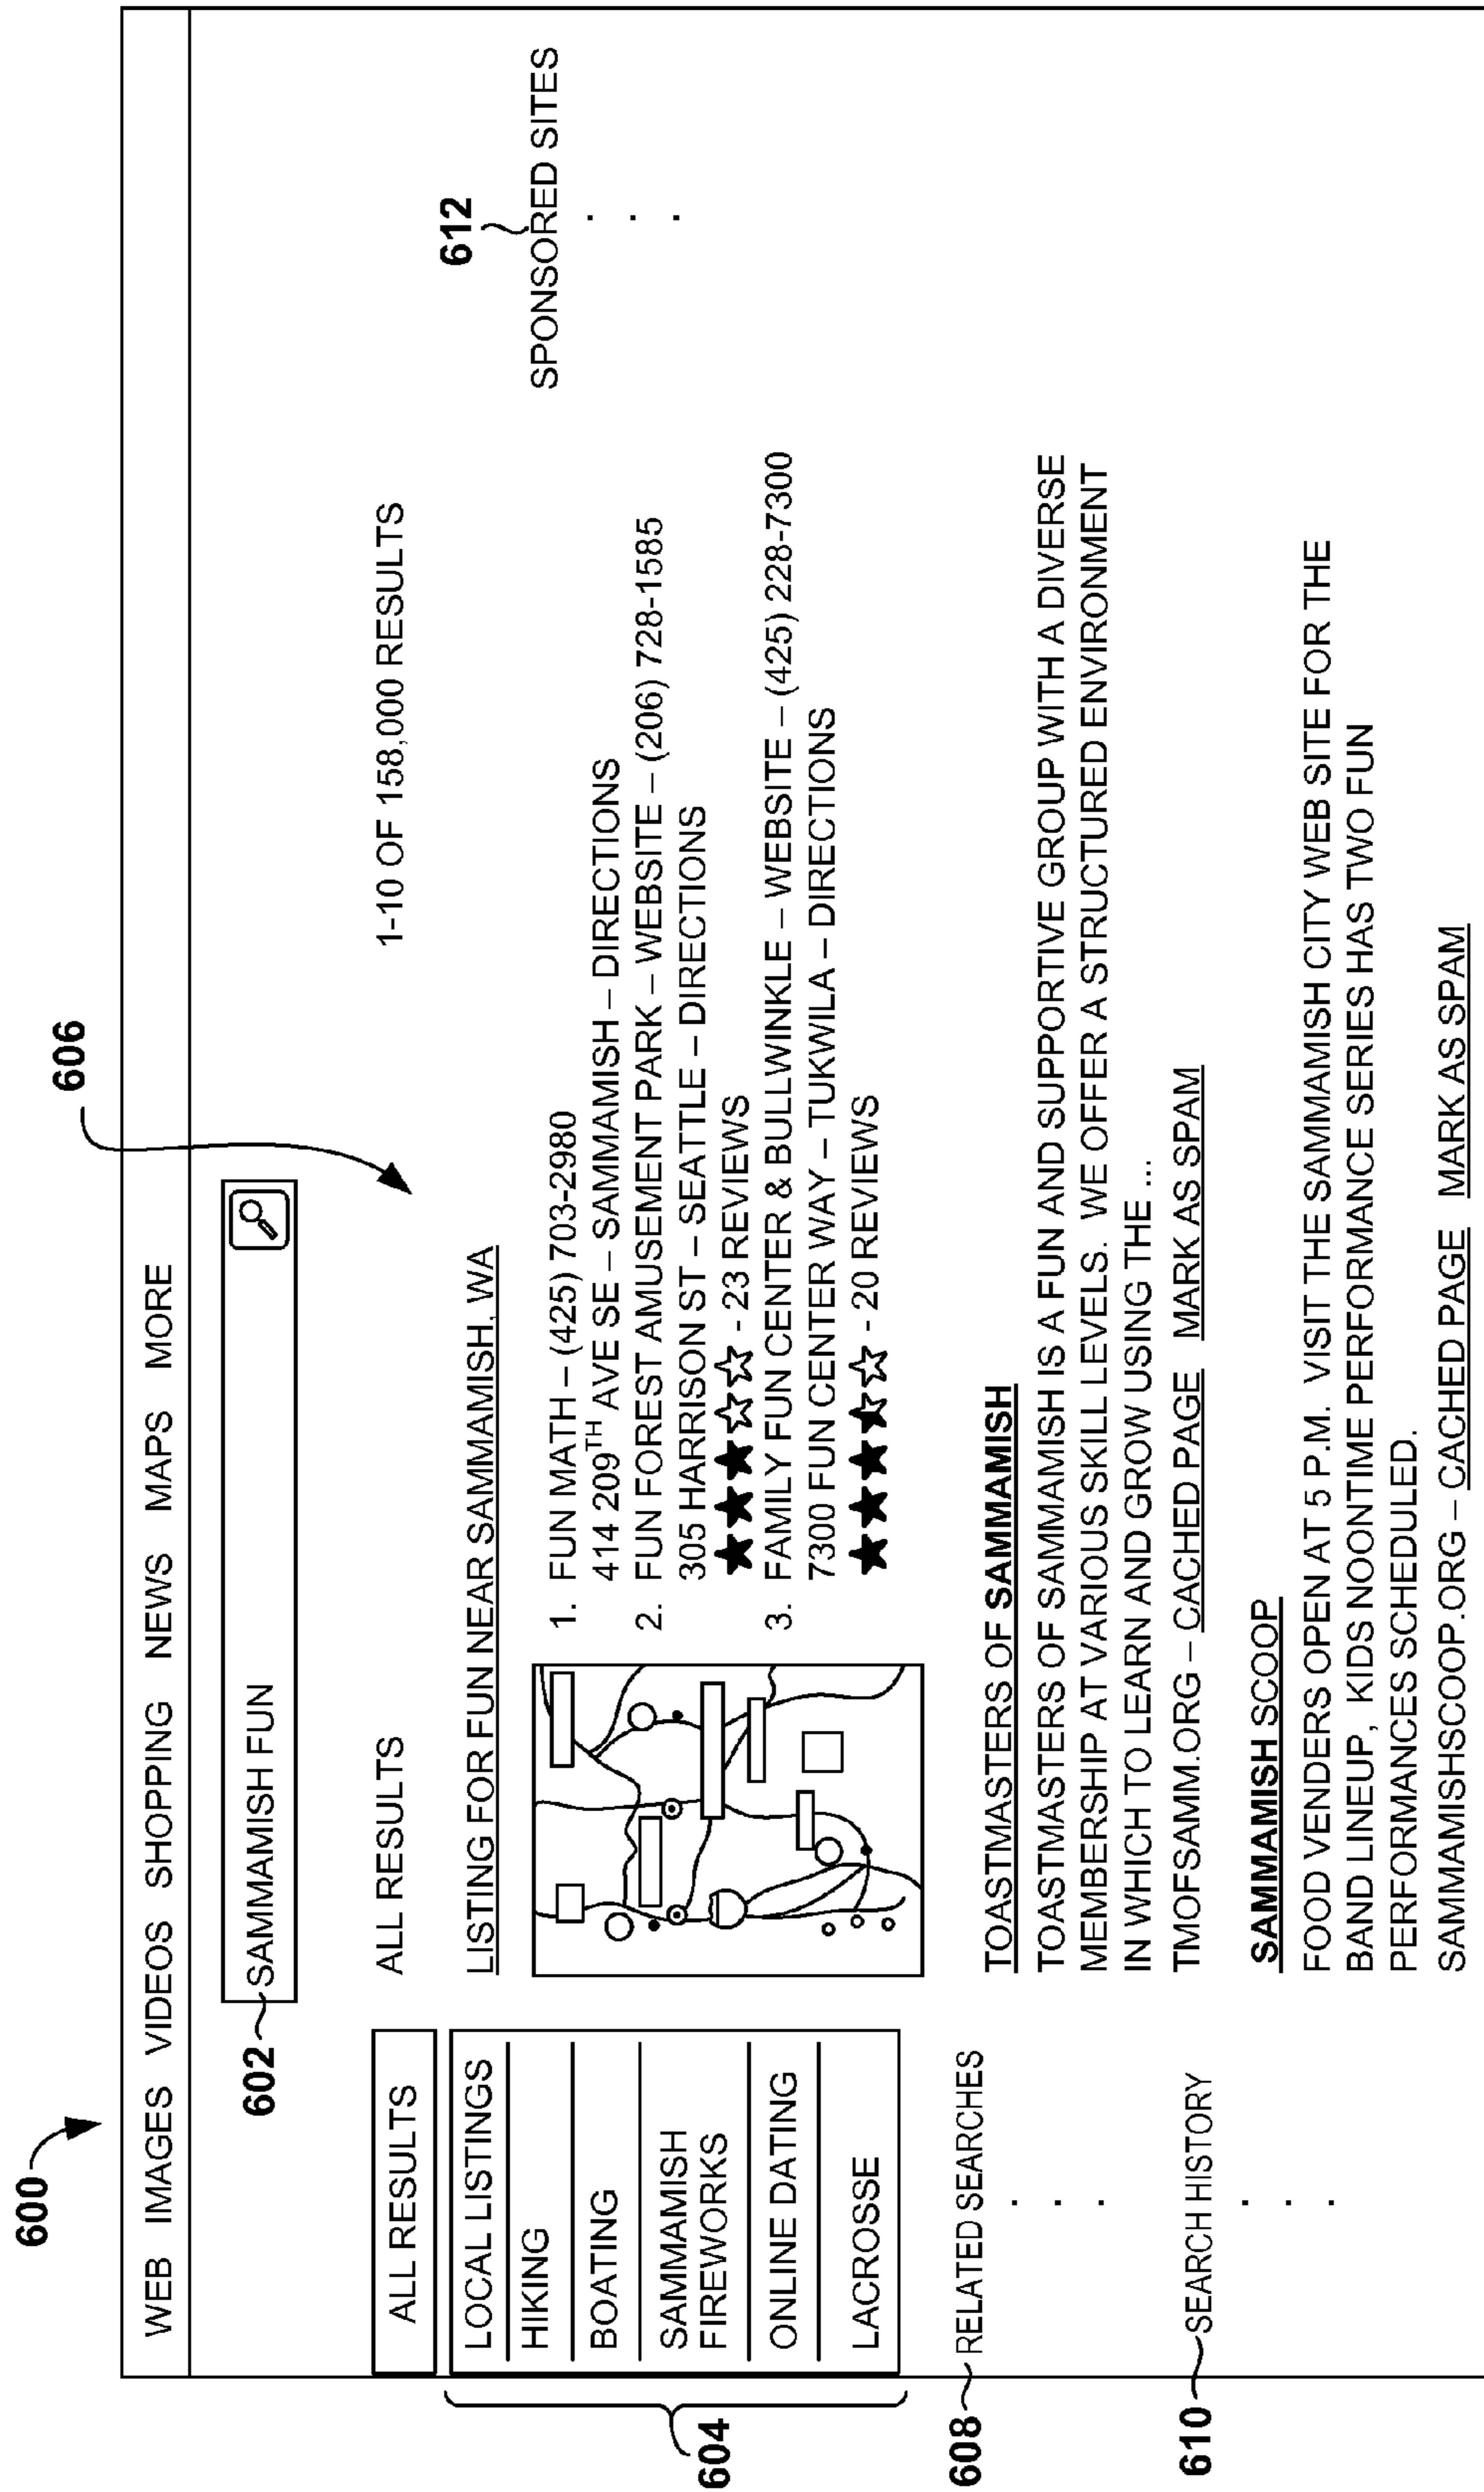 600
606
WEB IMAGES VIDEOS SHOPPING NEWS MAPS MORE
602
SAMMAMISH FUN
ALL RESULTS
ALL RESULTS
1-10 OF 158,000 RESULTS
604
LOCAL LISTINGS
HIKING
BOATING
SAMMAMISH
FIREWORKS
ONLINE DATING
LACROSSE
608
RELATED SEARCHES
. . .
610
SEARCH HISTORY
. . .
LISTING FOR FUN NEAR SAMMAMISH, WA
1. FUN MATH – (425) 703-2980
414 209TH AVE SE – SAMMAMISH – DIRECTIONS
2. FUN FOREST AMUSEMENT PARK – WEBSITE – (206) 728-1585
305 HARRISON ST – SEATTLE – DIRECTIONS
★★★☆☆ - 23 REVIEWS
3. FAMILY FUN CENTER & BULLWINKLE – WEBSITE – (425) 228-7300
7300 FUN CENTER WAY – TUKWILA – DIRECTIONS
- 20 REVIEWS
TOASTMASTERS OF SAMMAMISH
TOASTMASTERS OF SAMMAMISH IS A FUN AND SUPPORTIVE GROUP WITH A DIVERSE
MEMBERSHIP AT VARIOUS SKILL LEVELS. WE OFFER A STRUCTURED ENVIRONMENT
IN WHICH TO LEARN AND GROW USING THE ...
TMOFSAMM.ORG – CACHED PAGE MARK AS SPAM
SAMMAMISH SCOOP
FOOD VENDERS OPEN AT 5 P.M. VISIT THE SAMMAMISH CITY WEB SITE FOR THE
BAND LINEUP, KIDS NOONTIME PERFORMANCE SERIES HAS TWO FUN
PERFORMANCES SCHEDULED.
SAMMAMISHSCOOP.ORG – CACHED PAGE MARK AS SPAM
612
SPONSORED SITES
. . .